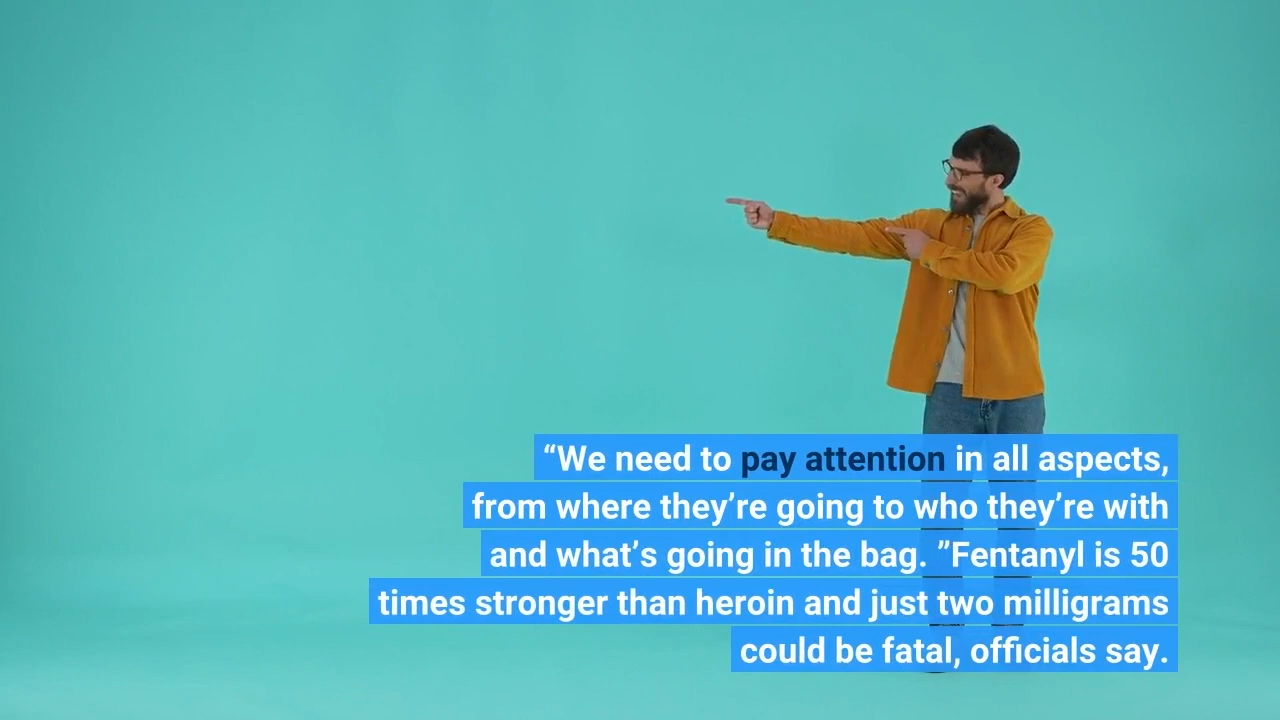 “We need to pay attention in all aspects,
from where they’re going to who they’re with
and what’s going in the bag. ”Fentanyl is 50
times stronger than heroin and just two milligrams
could be fatal, officials say.